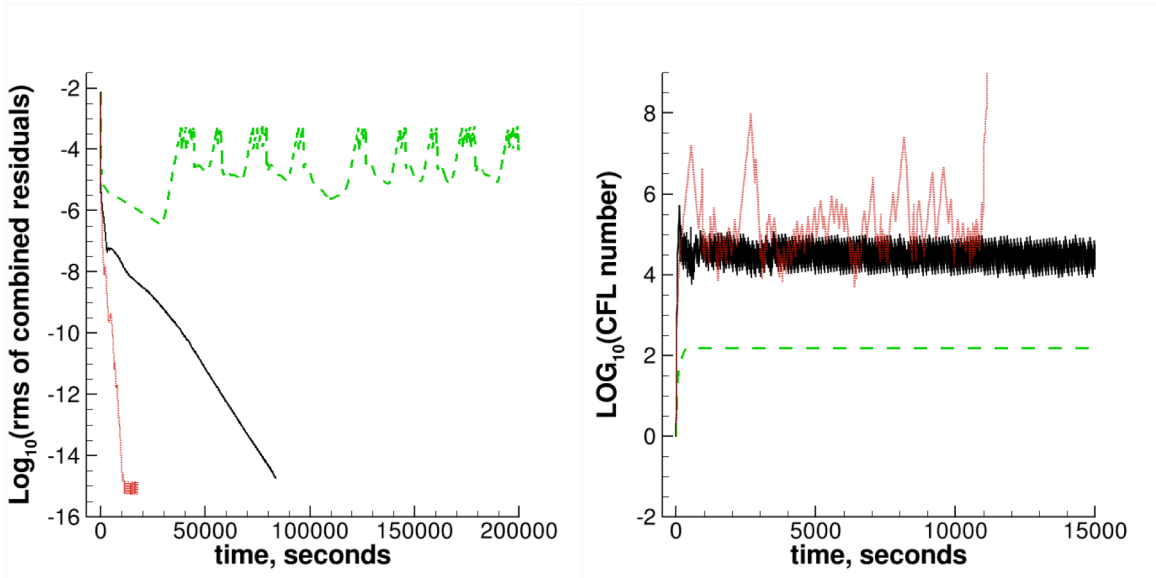 Log10(rms of combined residuals)
-2
-4
-6
-8
-10
-12
-14
-16
0 50000 100000 150000 200000
time, seconds
LOG10(CFL number)
8
6
4
2
0
-2
0 5000 10000 15000
time, seconds